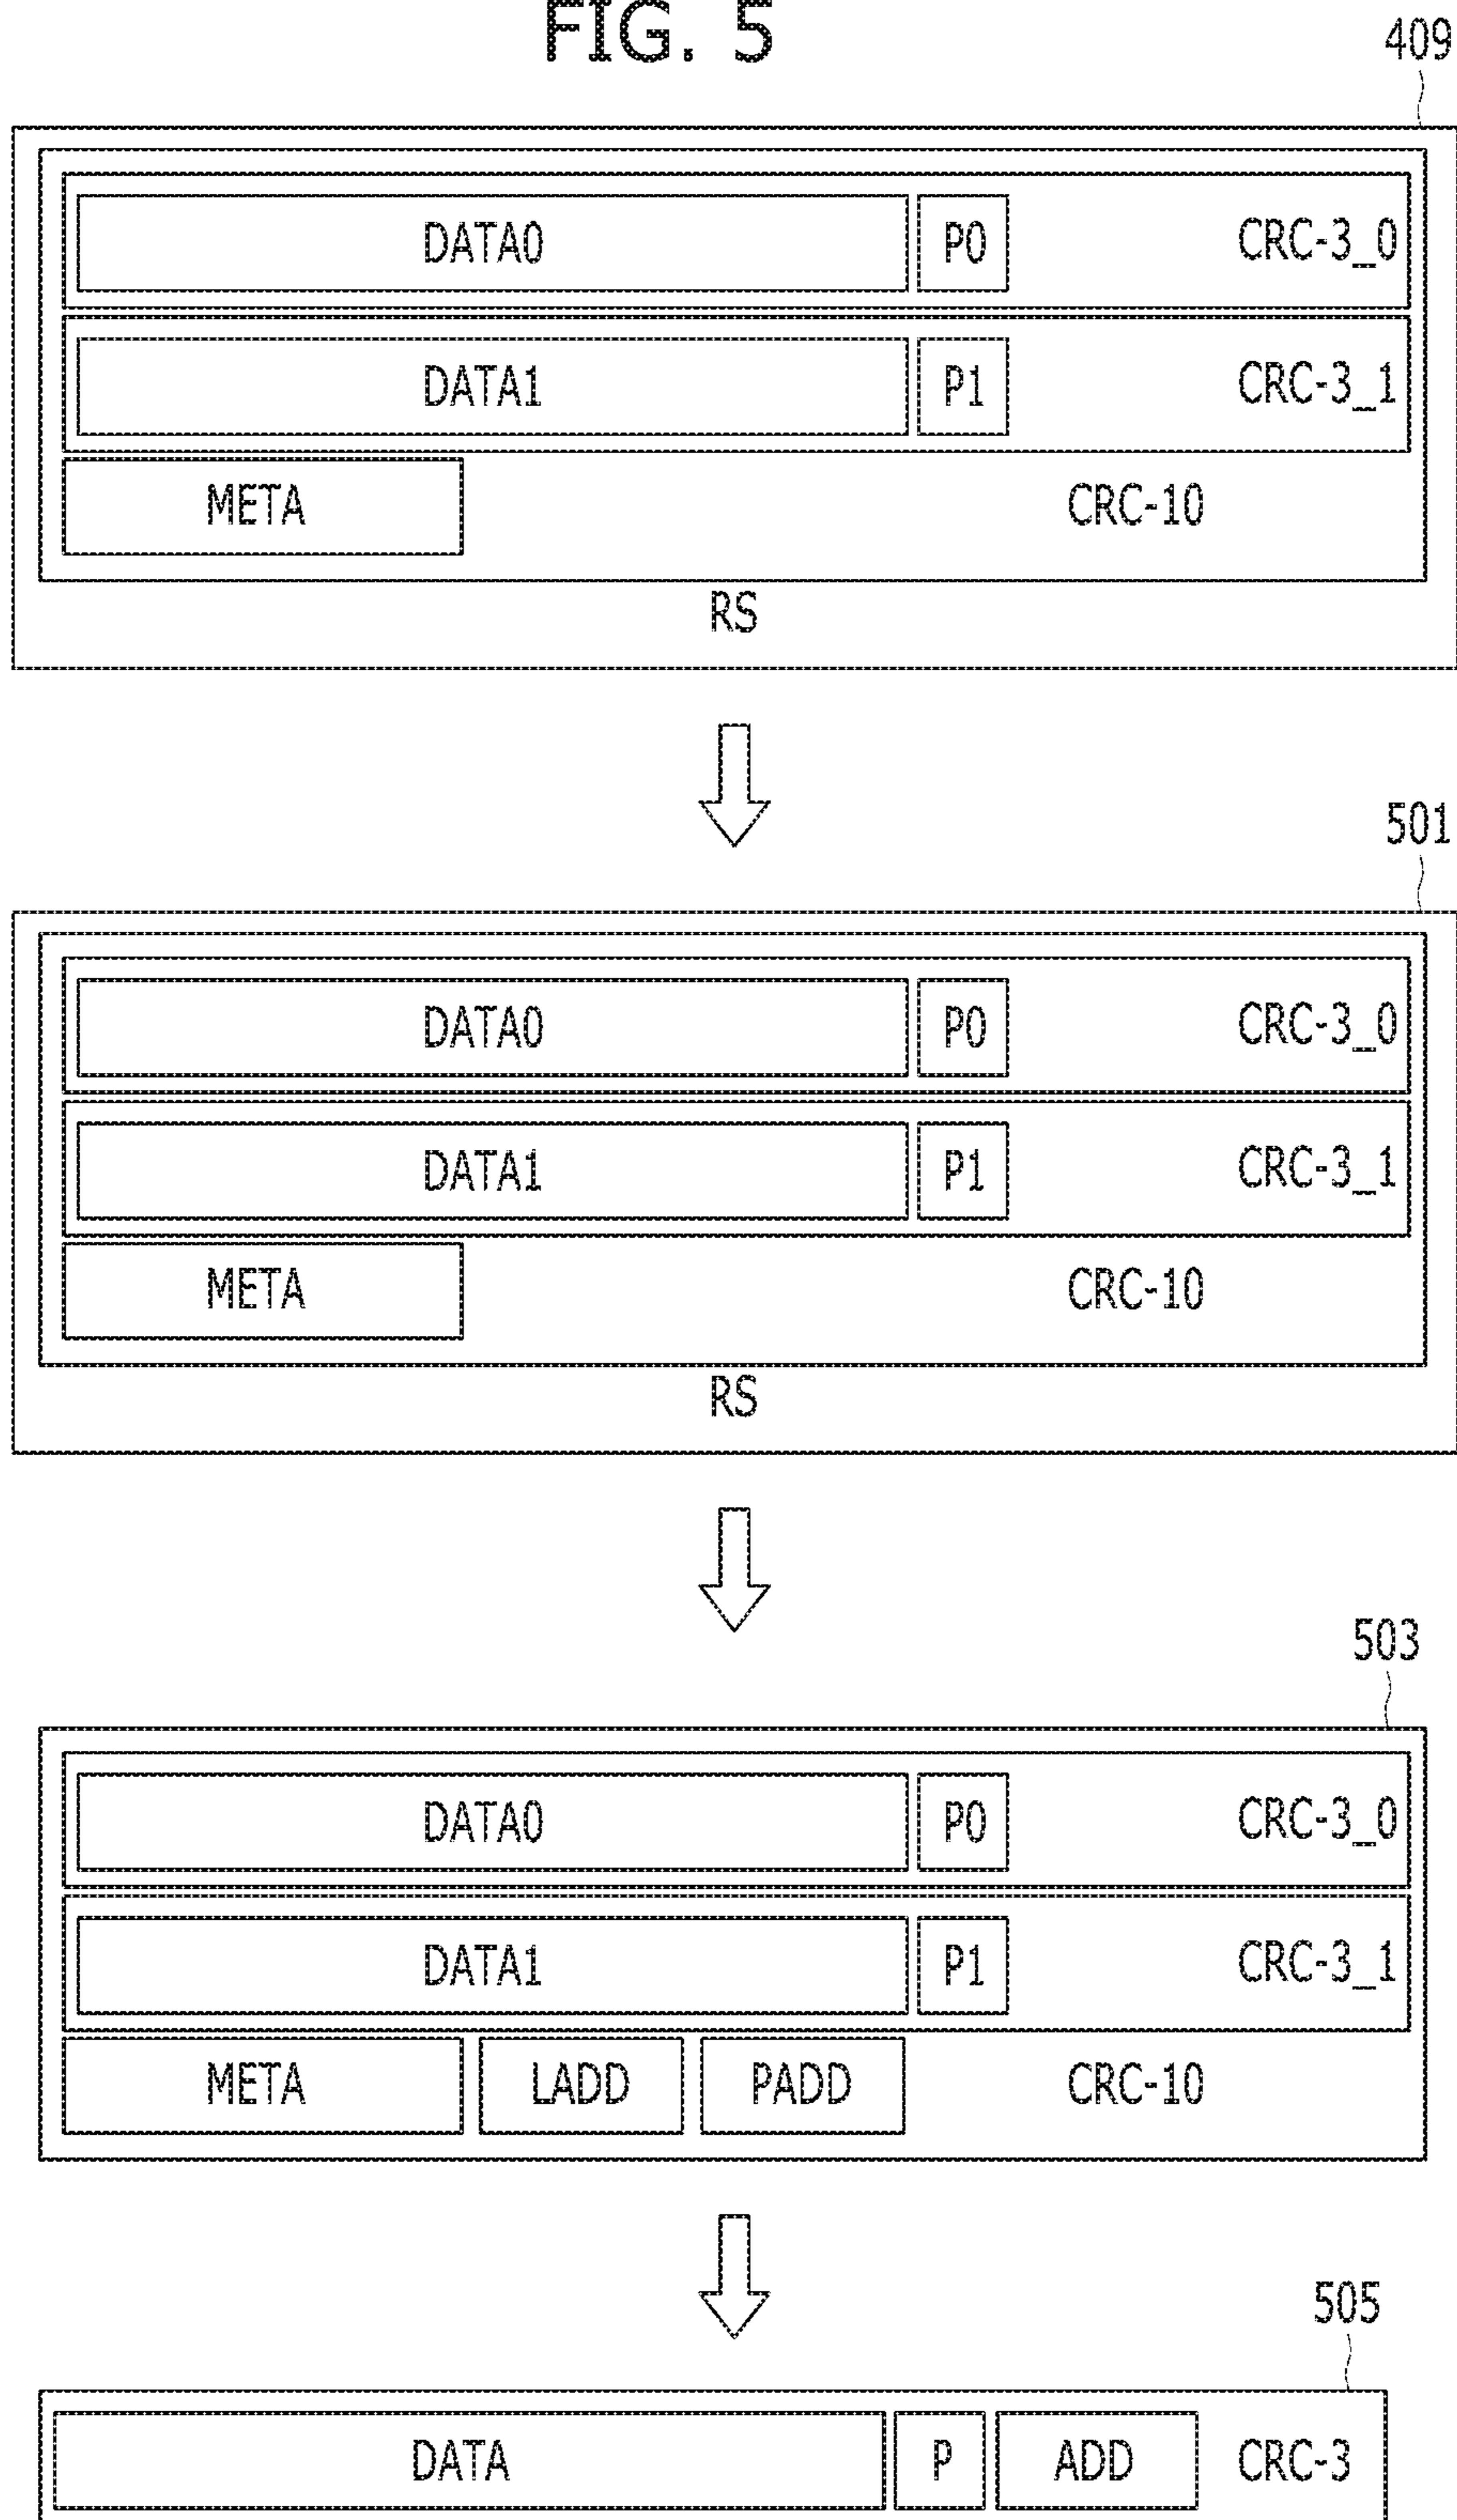 FIG. 5
409
DATA0 P0 CRC-3_0
DATA1 P1 CRC-3_1
META CRC-10
RS
501
DATA0 P0 CRC-3_0
DATA1 P1 CRC-3_1
META CRC-10
RS
503
DATA0 P0 CRC-3_0
DATA1 P1 CRC-3_1
META LADD PADD CRC-10
505
DATA P ADD CRC-3